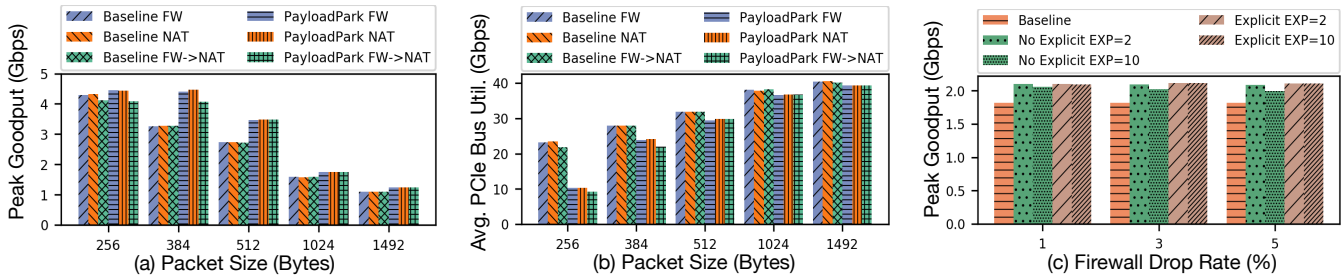 Baseline FW
Baseline NAT
Baseline FW->NAT
PayloadPark FW
PayloadPark NAT
PayloadPark FW->NAT
Peak Goodput (Gbps)
5
4
3
2
1
0
256 384 512 1024 1492
(a) Packet Size (Bytes)
Baseline FW
Baseline NAT
Baseline FW->NAT
PayloadPark FW
PayloadPark NAT
PayloadPark FW->NAT
Avg. PCIe Bus Util. (Gbps)
40
30
20
10
0
256 384 512 1024 1492
(b) Packet Size (Bytes)
Baseline
No Explicit EXP=2
No Explicit EXP=10
Explicit EXP=2
Explicit EXP=10
Peak Goodput (Gbps)
2.0
1.5
1.0
0.5
0.0
1 3 5
(c) Firewall Drop Rate (%)